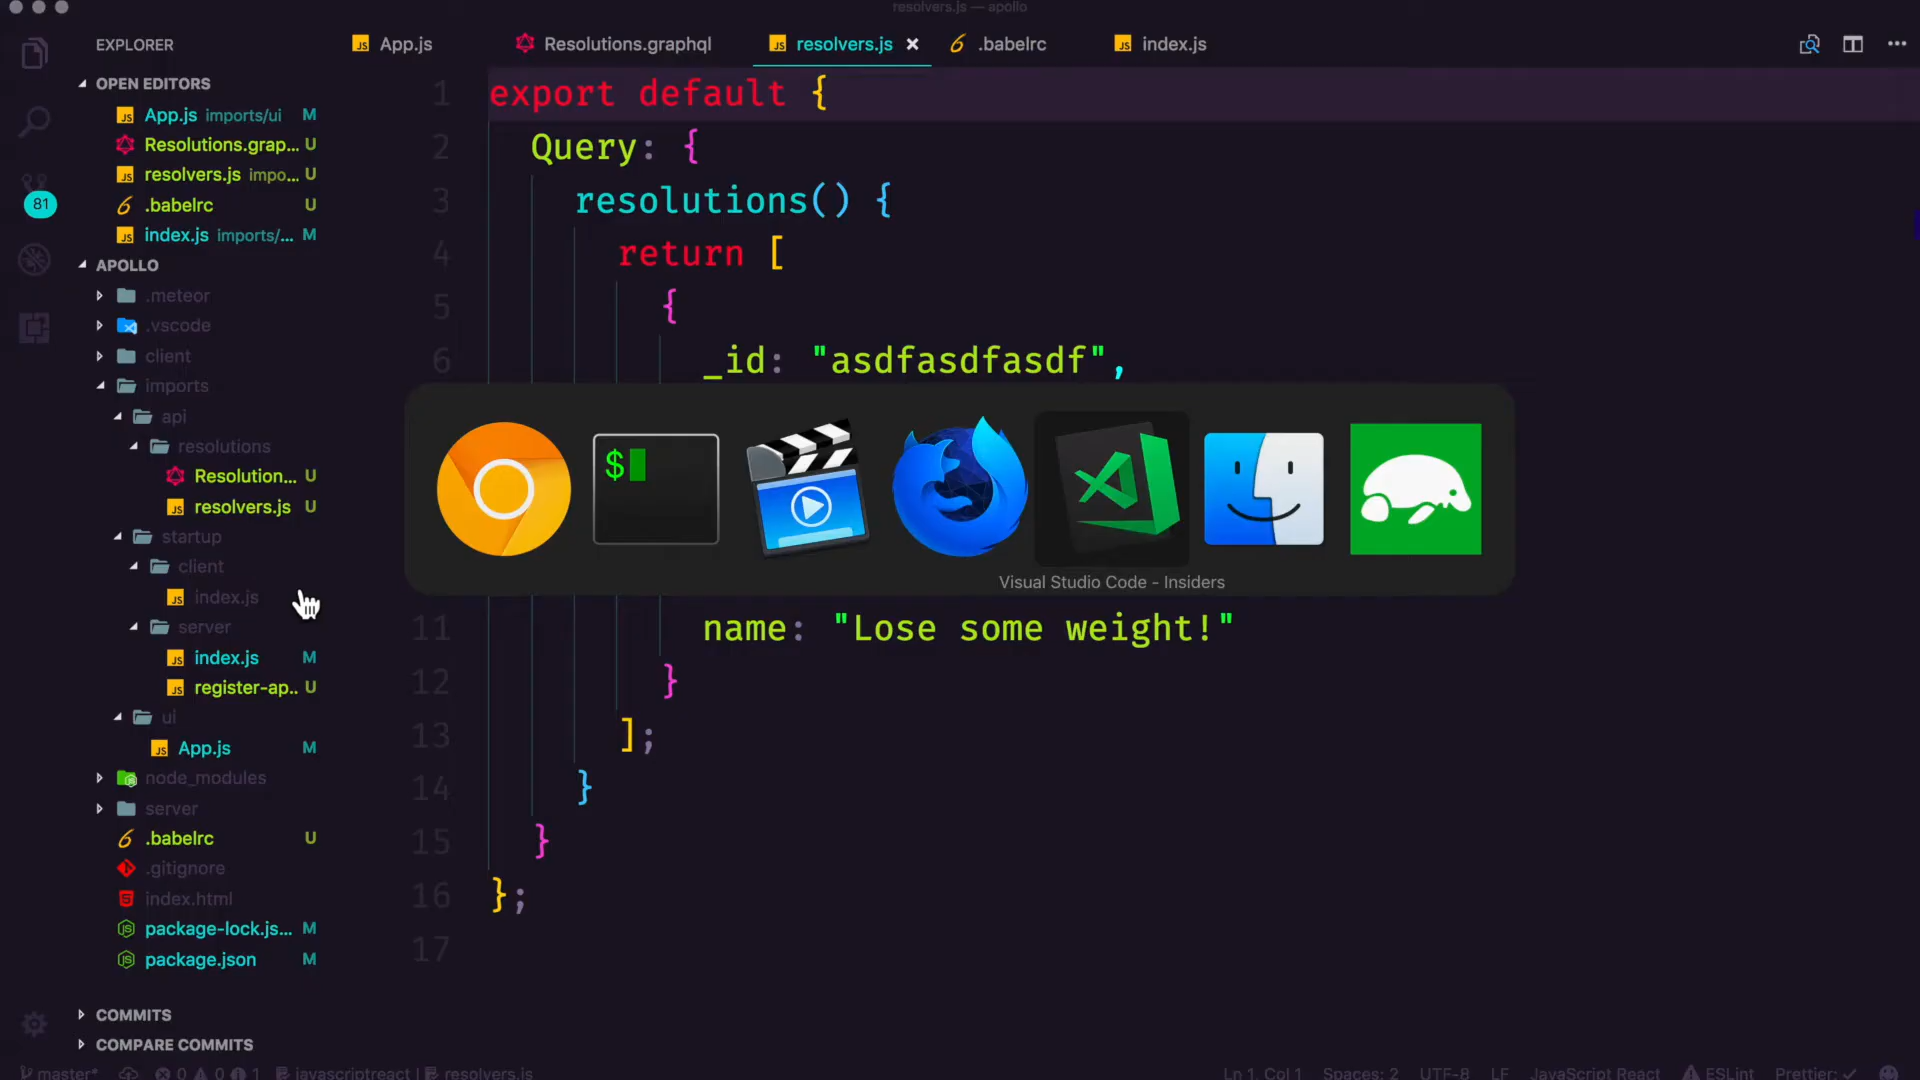 resolvers.js — apollo
EXPLORER
App.js
Resolutions.graphql
resolvers.js
.babelrc
index.js
OPEN EDITORS
App.js imports/ui M
Resolutions.grap... U
resolvers.js impo... U
.babelrc U
index.js imports/... M
81
APOLLO
.meteor
.vscode
client
imports
api
resolutions
Resolution... U
resolvers.js U
startup
client
index.js
server
index.js M
register-ap.. U
ui
App.js M
node_modules
server
.babelrc U
.gitignore
index.html
package-lock.js... M
package.json M
COMMITS
COMPARE COMMITS
1 export default {
2 Query: {
3 resolutions() {
4 return [
5 {
6 _id: "asdfasdfasdf",
$
Visual Studio Code - Insiders
11 name: "Lose some weight!"
12 }
13 ];
14 }
15 }
16 };
17
master* 0 0 1 javascriptreact | resolvers.js
Ln 1, Col 1 Spaces: 2 UTF-8 LF JavaScript React ESLint Prettier: ✓